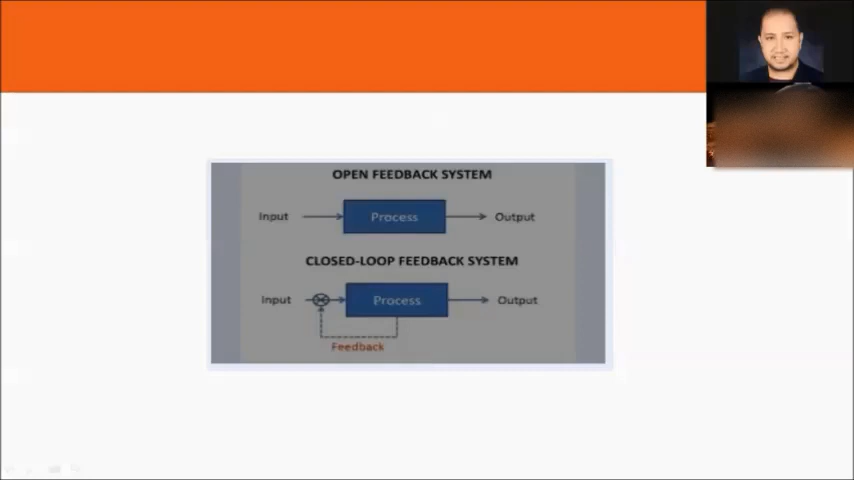 OPEN FEEDBACK SYSTEM
Input Process Output
CLOSED-LOOP FEEDBACK SYSTEM
Input Process Output
Feedback